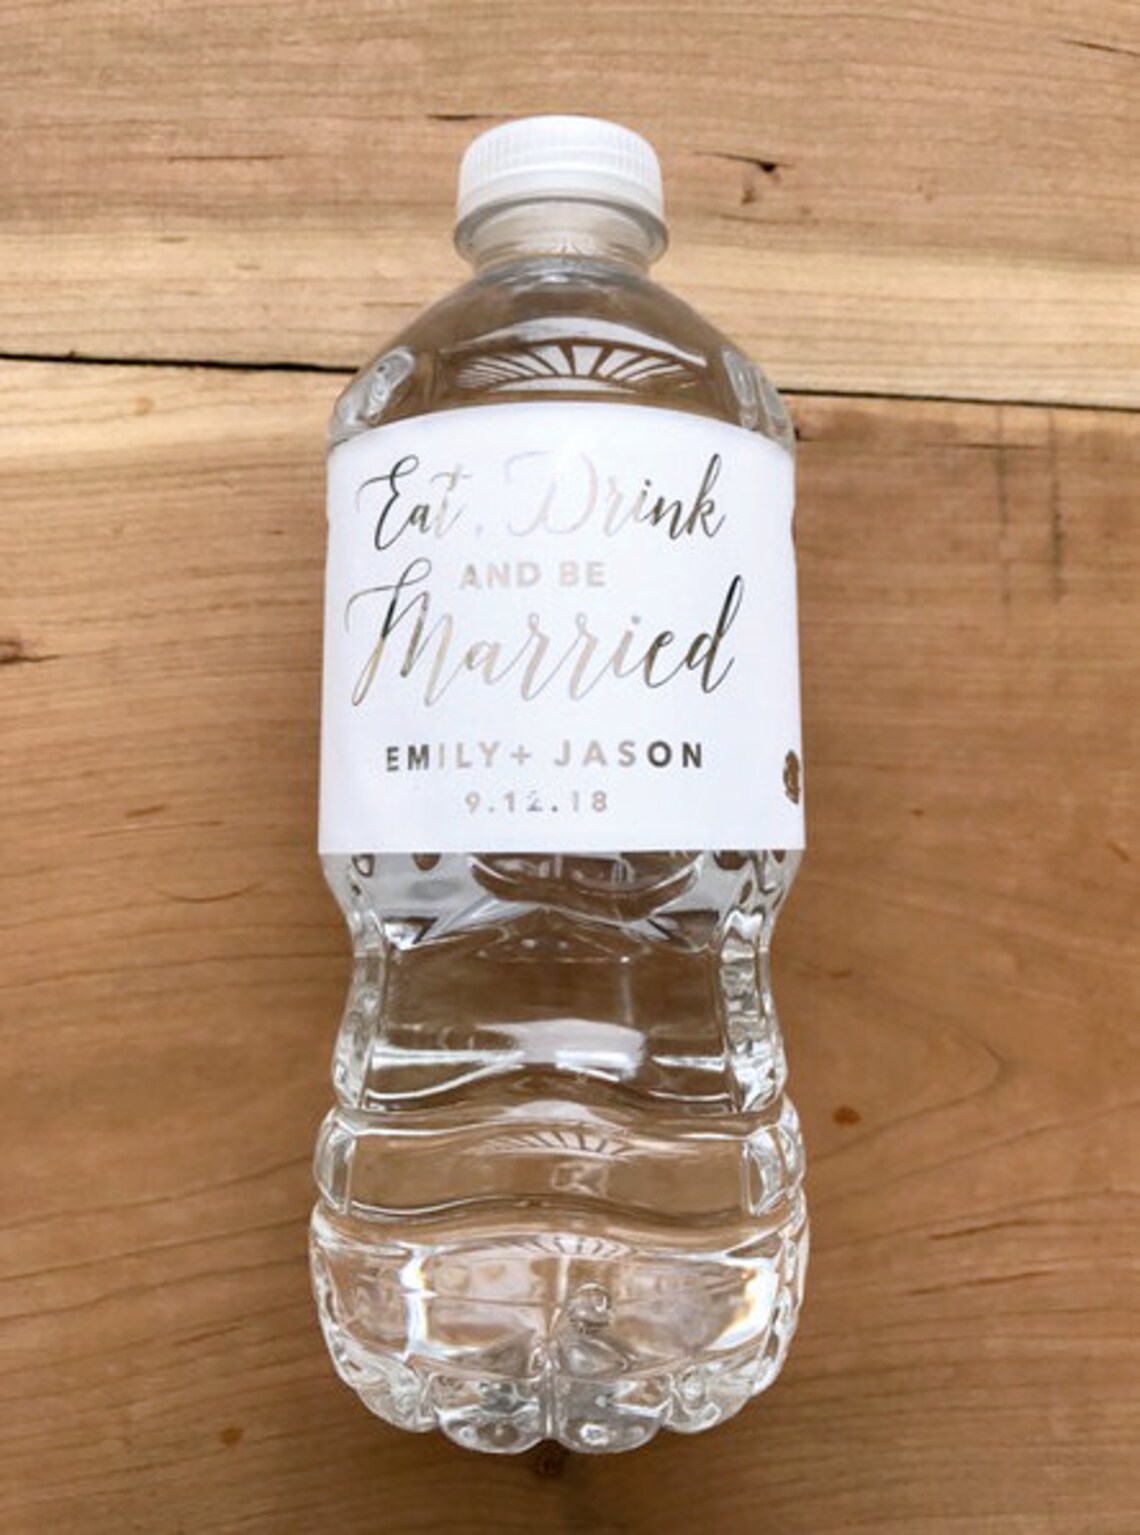 Eat, Drink
AND BE
Married
EMILY + JASON
9.12.18